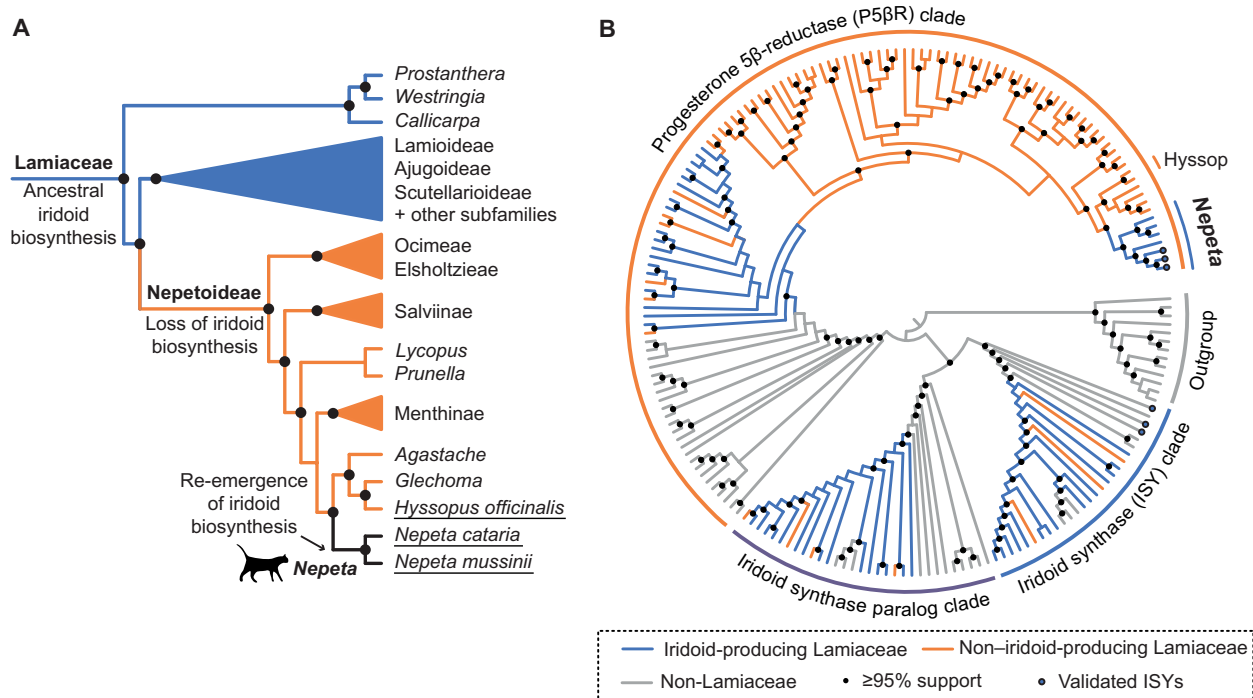 A
Prostanthera
Westringia
Callicarpa
Lamiaceae
Ancestral
iridoid
biosynthesis
Lamioideae
Ajugoideae
Scutellarioideae
+ other subfamilies
Nepetoideae
Loss of iridoid
biosynthesis
Ocimeae
Elsholtzieae
Salviinae
Lycopus
Prunella
Menthinae
Agastache
Glechoma
Hyssopus officinalis
Re-emergence
of iridoid
biosynthesis
Nepeta
Nepeta cataria
Nepeta mussinii
B
Progesterone 5β-reductase (P5βR) clade
Hyssop
Nepeta
Outgroup
Iridoid synthase (ISY) clade
Iridoid synthase paralog clade
Iridoid-producing Lamiaceae
Non–iridoid-producing Lamiaceae
Non-Lamiaceae
≥95% support
Validated ISYs